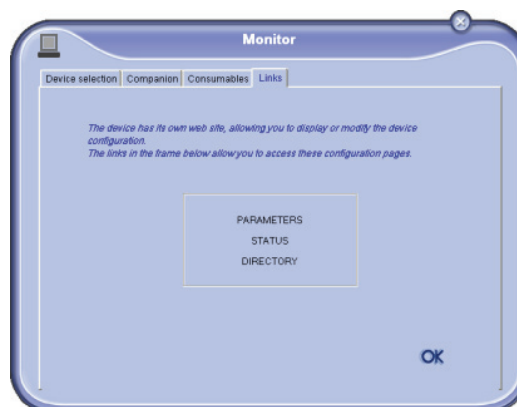 Monitor
Device selection Companion Consumables Links
The device has its own web site, allowing you to display or modify the device
configuration.
The links in the frame below allow you to access these configuration pages.
PARAMETERS
STATUS
DIRECTORY
OK